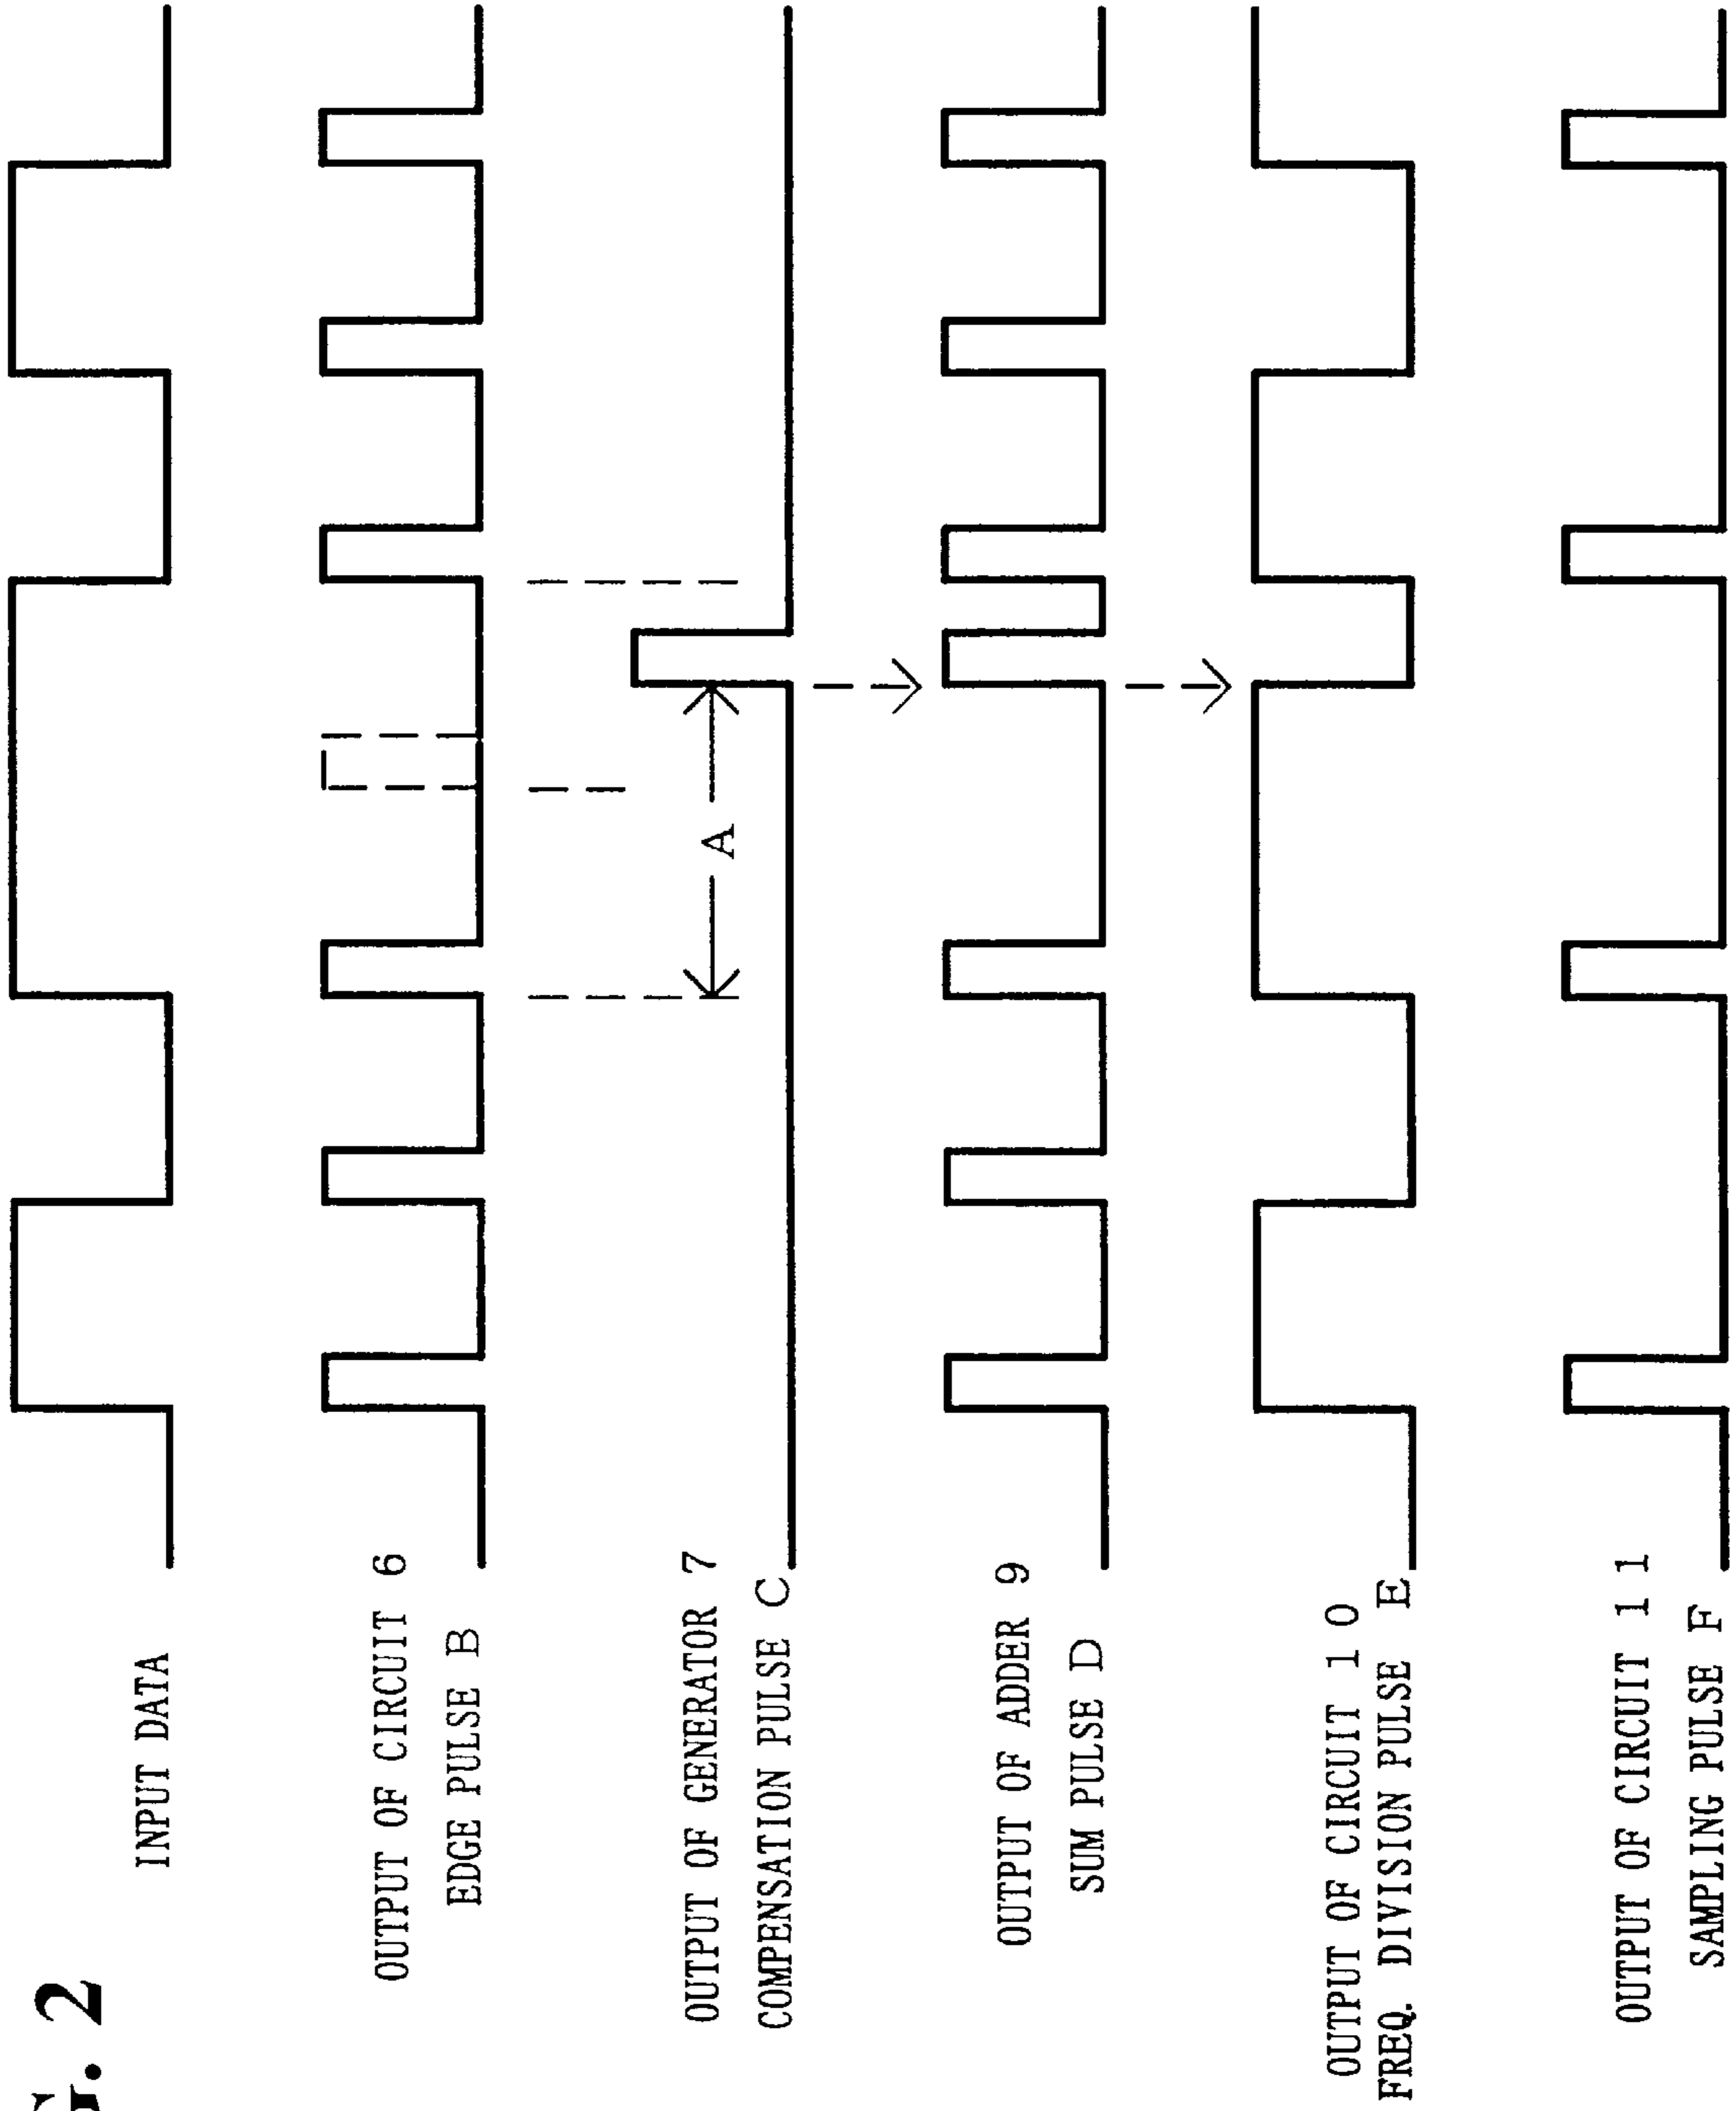 G. 2
INPUT DATA
OUTPUT OF CIRCUIT 6
EDGE PULSE B
OUTPUT OF GENERATOR 7
COMPENSATION PULSE C
A
OUTPUT OF ADDER 9
SUM PULSE D
OUTPUT OF CIRCUIT 1 0
FREQ. DIVISION PULSE E
OUTPUT OF CIRCUIT 1 1
SAMPLING PULSE F